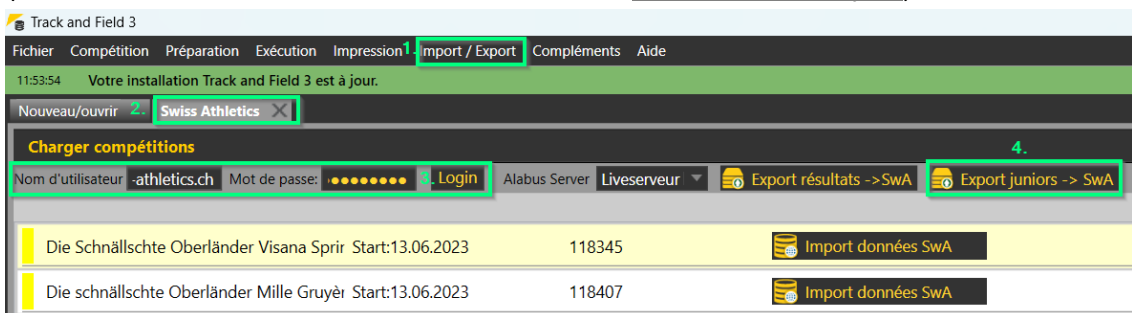 Track and Field 3
Fichier Compétition Préparation Exécution Impression 1. Import / Export Compléments Aide
11:53:54 Votre installation Track and Field 3 est à jour.
Nouveau/ouvrir 2. Swiss Athletics
Charger compétitions
4.
Nom d'utilisateur -athletics.ch Mot de passe: 3. Login Alabus Server Liveserveur Export résultats ->SwA Export juniors -> SwA
Die Schnällschte Oberländer Visana Sprir Start:13.06.2023 118345 Import données SwA
Die schnällschte Oberländer Mille Gruyèr Start:13.06.2023 118407 Import données SwA